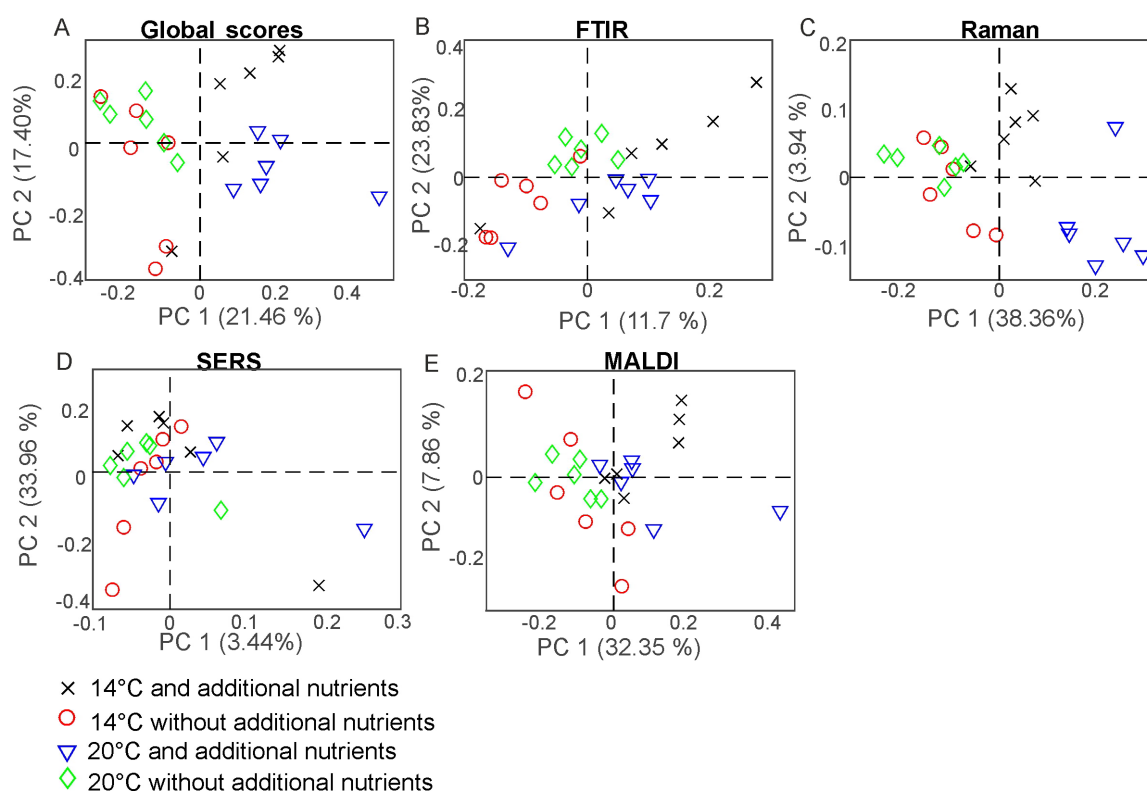 A Global scores
0.2
0
-0.2
-0.4
-0.2 0 0.2 0.4
PC 1 (21.46 %)
PC 2 (17.40%)
B FTIR
0.4
0.2
0
-0.2
-0.2 0 0.2
PC 1 (11.7 %)
PC 2 (23.83%)
C Raman
0.2
0.1
0
-0.1
-0.2 0 0.2
PC 1 (38.36%)
PC 2 (3.94 %)
D SERS
0.2
0
-0.2
-0.4
-0.1 0 0.1 0.2 0.3
PC 1 (3.44%)
PC 2 (33.96 %)
E MALDI
0.2
0
-0.2
-0.2 0 0.2 0.4
PC 1 (32.35 %)
PC 2 (7.86 %)
14°C and additional nutrients
14°C without additional nutrients
20°C and additional nutrients
20°C without additional nutrients